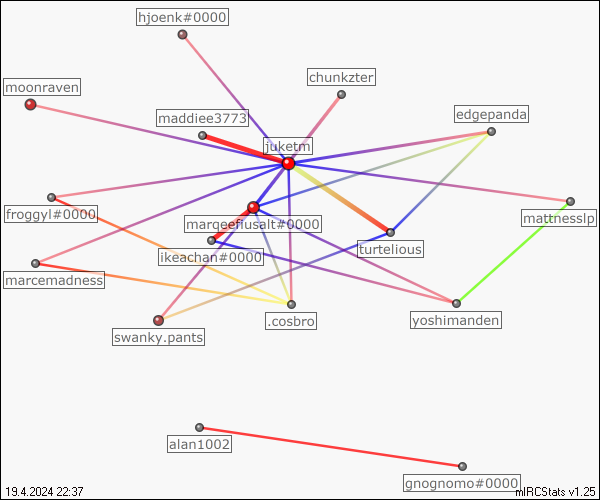 hjoenk#0000
chunkzter
moonraven
edgepanda
maddiee3773
juketm
froggyl#0000
mattnesslp
margeeflusalt#0000
turtelious
ikeachan#0000
marcemadness
.cosbro
yoshimanden
swanky.pants
alan1002
gnognomo#0000
19.4.2024 22:37
mIRCStats v1.25